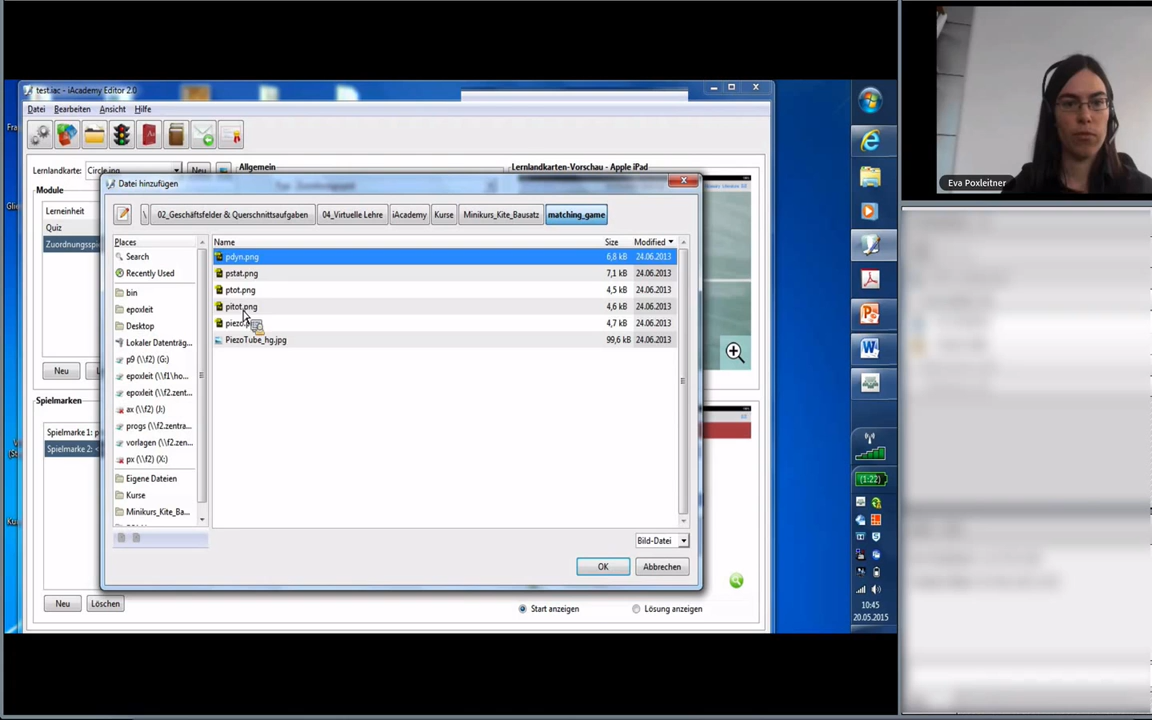 Eva Poxleitner
test.iac - iAcademy Editor 2.0
Datei Bearbeiten Ansicht Hilfe
Lernlandkarte: Circle.jpg Neu
Allgemein
Lernlandkarten-Vorschau - Apple iPad
Module
Lerneinheit
Quiz
Zuordnungsspi
Neu
Spielmarken
Spielmarke 1: p
Spielmarke 2: <
Neu Löschen
Start anzeigen Lösung anzeigen
Datei hinzufügen
\ 02_Geschäftsfelder & Querschnittsaufgaben 04_Virtuelle Lehre iAcademy Kurse Minikurs_Kite_Bausatz matching_game
Places
Search
Recently Used
bin
epoxleit
Desktop
Lokaler Datenträg...
p9 (\\f2) (G:)
epoxleit (\\f1\ho...
epoxleit (\\f2.zent...
ax (\\f2) (J:)
progs (\\f2.zentra...
vorlagen (\\f2.zen...
px (\\f2) (X:)
Eigene Dateien
Kurse
Minikurs_Kite_Ba...
Name Size Modified
pdyn.png 6,8 kB 24.06.2013
pstat.png 7,1 kB 24.06.2013
ptot.png 4,5 kB 24.06.2013
pitot.png 4,6 kB 24.06.2013
piezo.p 4,7 kB 24.06.2013
PiezoTube_hg.jpg 99,6 kB 24.06.2013
Bild-Datei
OK Abbrechen
(1:22)
10:45
20.05.2015